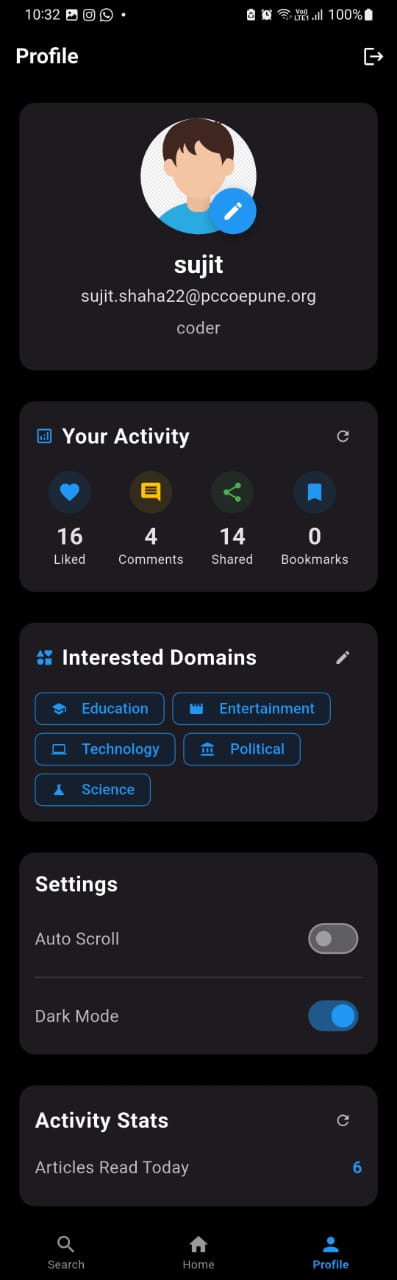 10:32 100%
Profile
sujit
sujit.shaha22@pccoepune.org
coder
Your Activity
16 4 14 0
Liked Comments Shared Bookmarks
Interested Domains
Education Entertainment
Technology Political
Science
Settings
Auto Scroll
Dark Mode
Activity Stats
Articles Read Today 6
Search Home Profile